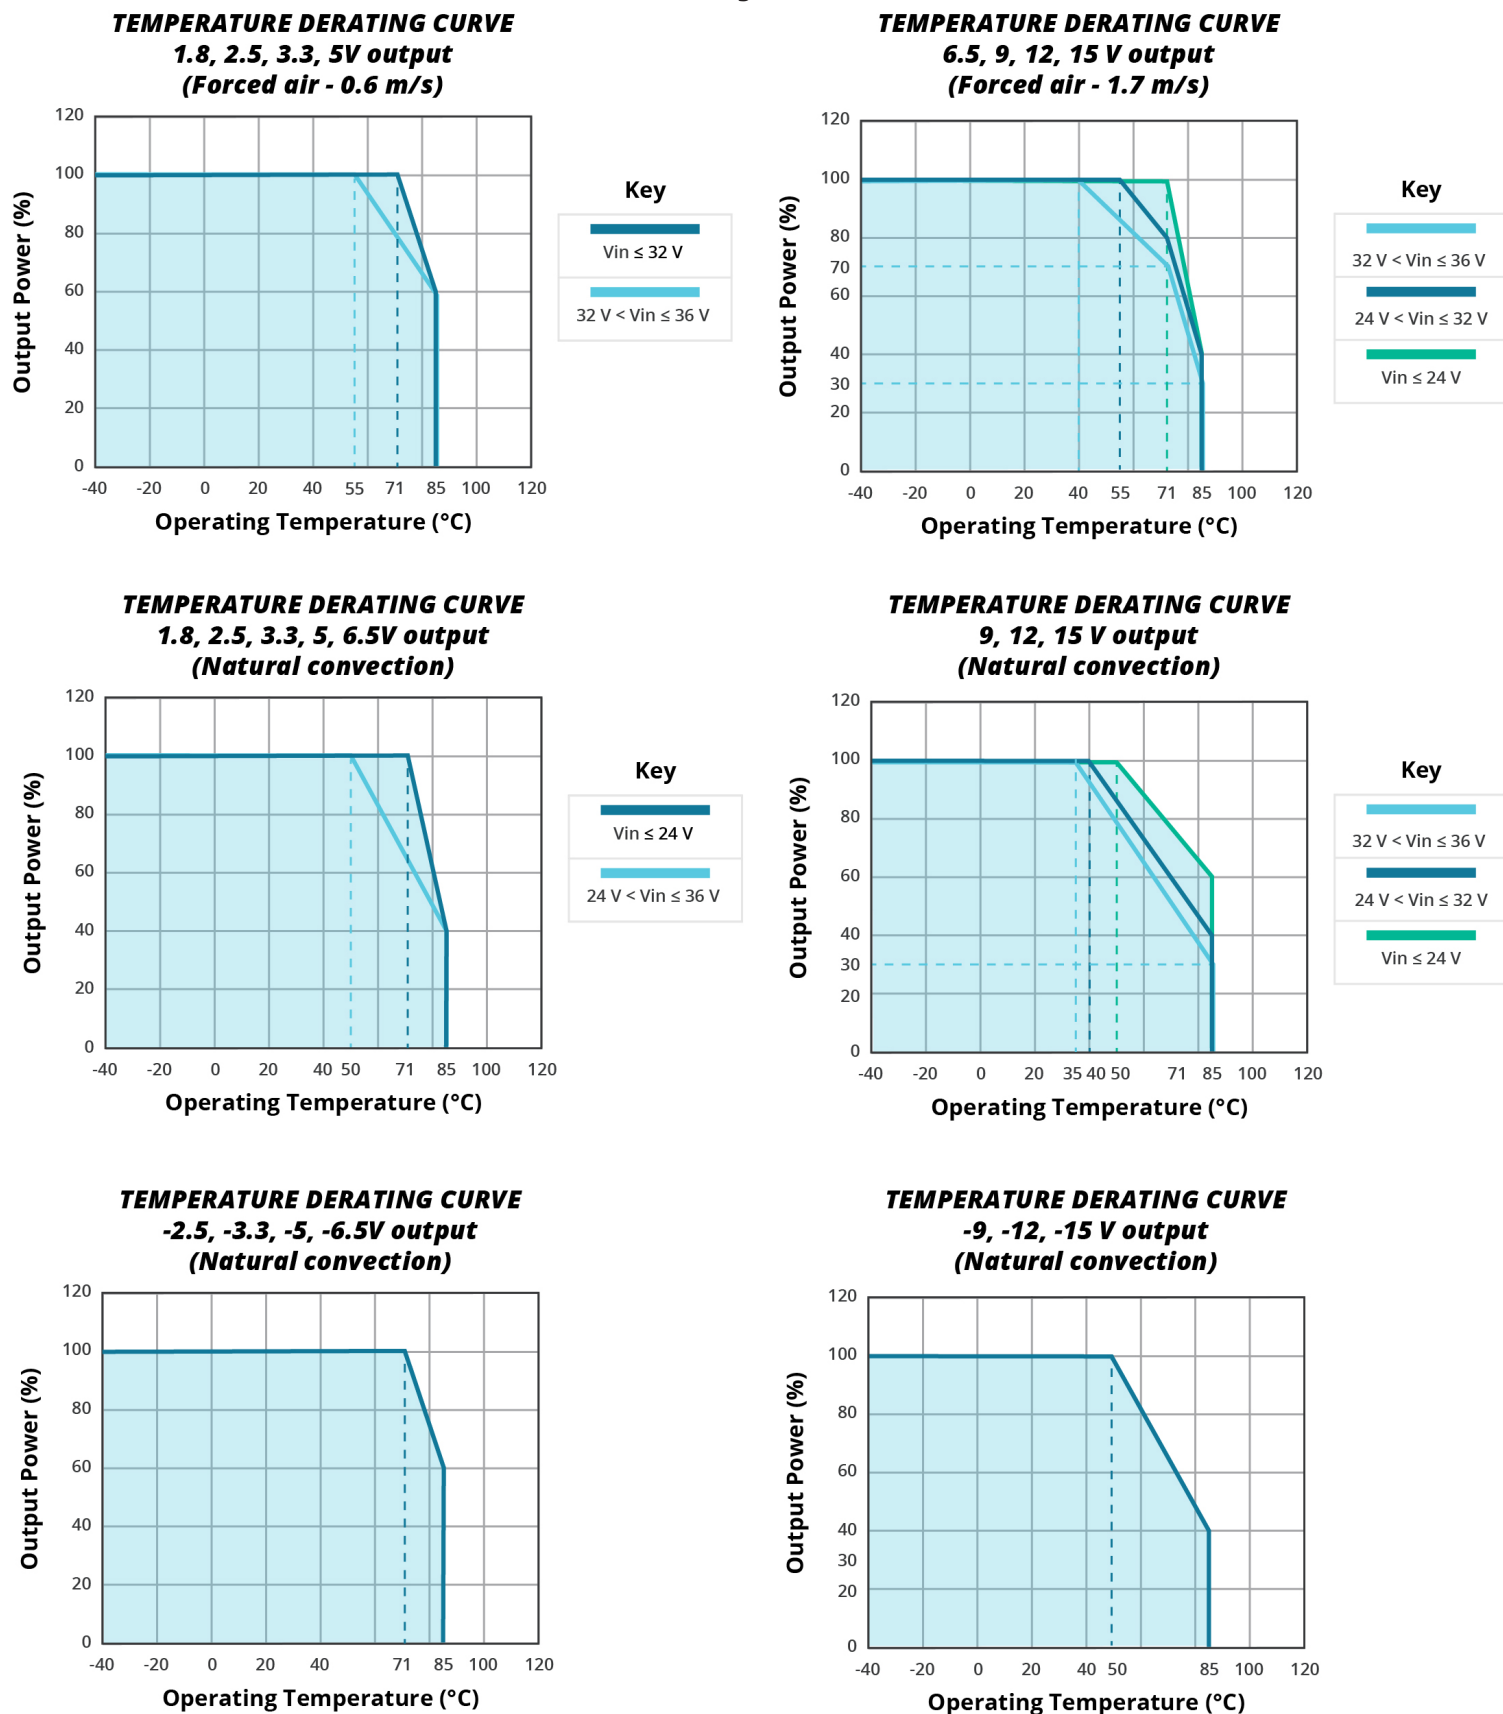 TEMPERATURE DERATING CURVE
1.8, 2.5, 3.3, 5V output
(Forced air - 0.6 m/s)
120
100
80
60
40
20
0
-40 -20 0 20 40 55 71 85 100 120
Output Power (%)
Operating Temperature (°C)
Key
Vin ≤ 32 V
32 V < Vin ≤ 36 V
TEMPERATURE DERATING CURVE
6.5, 9, 12, 15 V output
(Forced air - 1.7 m/s)
120
100
80
70
60
40
30
20
0
-40 -20 0 20 40 55 71 85 100 120
Output Power (%)
Operating Temperature (°C)
Key
32 V < Vin ≤ 36 V
24 V < Vin ≤ 32 V
Vin ≤ 24 V
TEMPERATURE DERATING CURVE
1.8, 2.5, 3.3, 5, 6.5V output
(Natural convection)
120
100
80
60
40
20
0
-40 -20 0 20 40 50 71 85 100 120
Output Power (%)
Operating Temperature (°C)
Key
Vin ≤ 24 V
24 V < Vin ≤ 36 V
TEMPERATURE DERATING CURVE
9, 12, 15 V output
(Natural convection)
120
100
80
60
40
30
20
0
-40 -20 0 20 35 40 50 71 85 100 120
Output Power (%)
Operating Temperature (°C)
Key
32 V < Vin ≤ 36 V
24 V < Vin ≤ 32 V
Vin ≤ 24 V
TEMPERATURE DERATING CURVE
-2.5, -3.3, -5, -6.5V output
(Natural convection)
120
100
80
60
40
20
0
-40 -20 0 20 40 71 85 100 120
Output Power (%)
Operating Temperature (°C)
TEMPERATURE DERATING CURVE
-9, -12, -15 V output
(Natural convection)
120
100
80
60
40
30
20
0
-40 -20 0 20 40 50 85 100 120
Output Power (%)
Operating Temperature (°C)